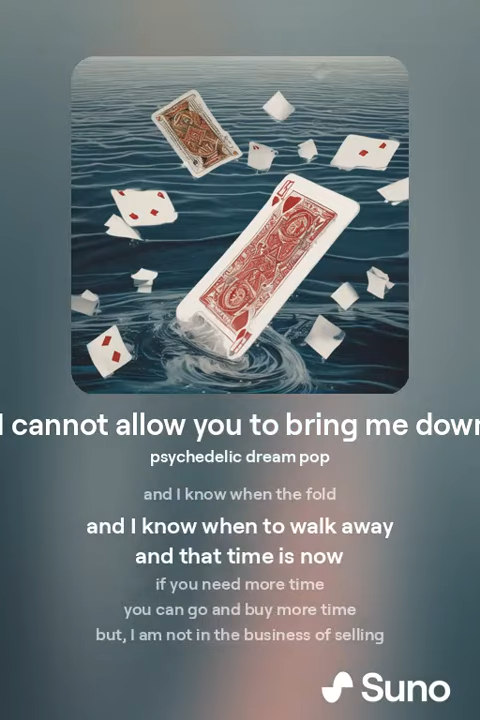 I cannot allow you to bring me down
psychedelic dream pop
and I know when the fold
and I know when to walk away
and that time is now
if you need more time
you can go and buy more time
but, I am not in the business of selling
Suno